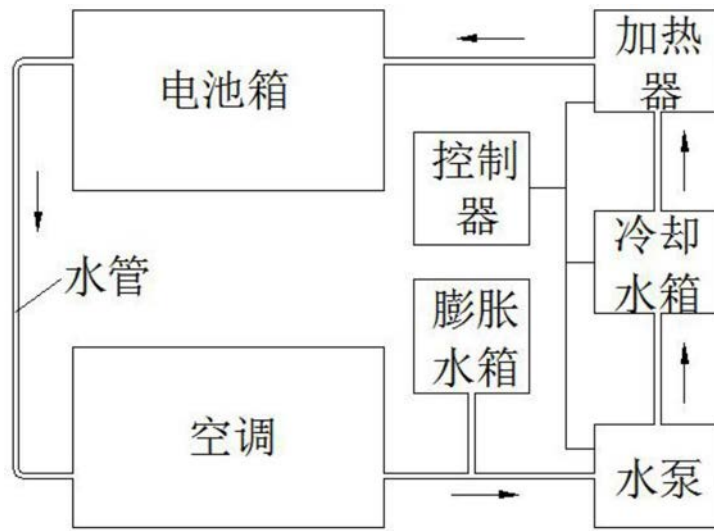 电池箱
加热
器
控制
器
冷却
水箱
水管
膨胀
水箱
空调
水泵